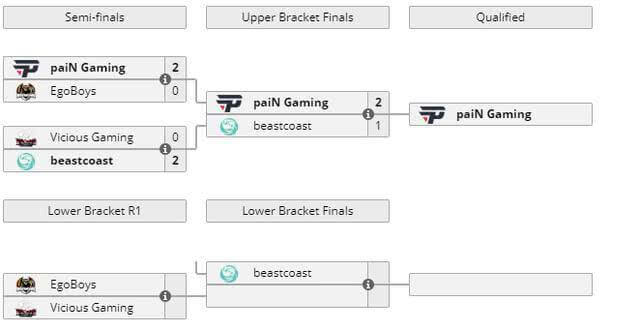 Semi-finals
Upper Bracket Finals
Qualified
paiN Gaming 2
EgoBoys 0
Vicious Gaming 0
beastcoast 2
paiN Gaming 2
beastcoast 1
paiN Gaming
Lower Bracket R1
Lower Bracket Finals
EgoBoys
Vicious Gaming
beastcoast